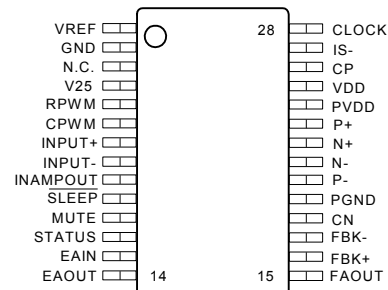 VREF
GND
N.C.
V25
RPWM
CPWM
INPUT+
INPUT-
INAMPOUT
SLEEP
MUTE
STATUS
EAIN
EAOUT
28
14
15
CLOCK
IS-
CP
VDD
PVDD
P+
N+
N-
P-
PGND
CN
FBK-
FBK+
FAOUT